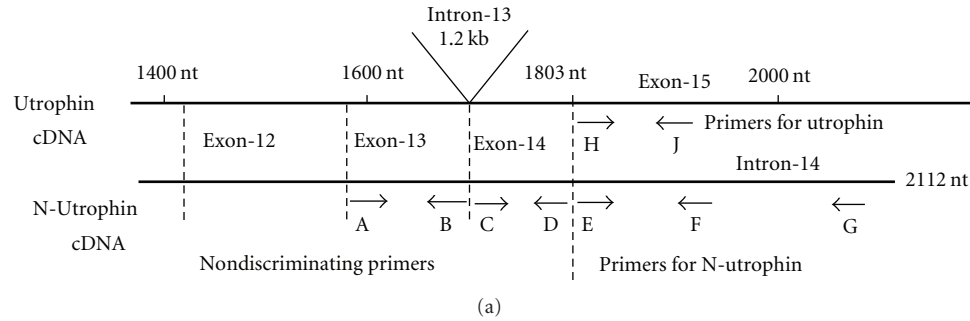 Intron-13
1.2 kb
1400 nt
1600 nt
1803 nt
Exon-15
2000 nt
Utrophin
cDNA
Exon-12
Exon-13
Exon-14
H
J
Primers for utrophin
Intron-14
2112 nt
N-Utrophin
cDNA
A
B
C
D
E
F
G
Nondiscriminating primers
Primers for N-utrophin
(a)